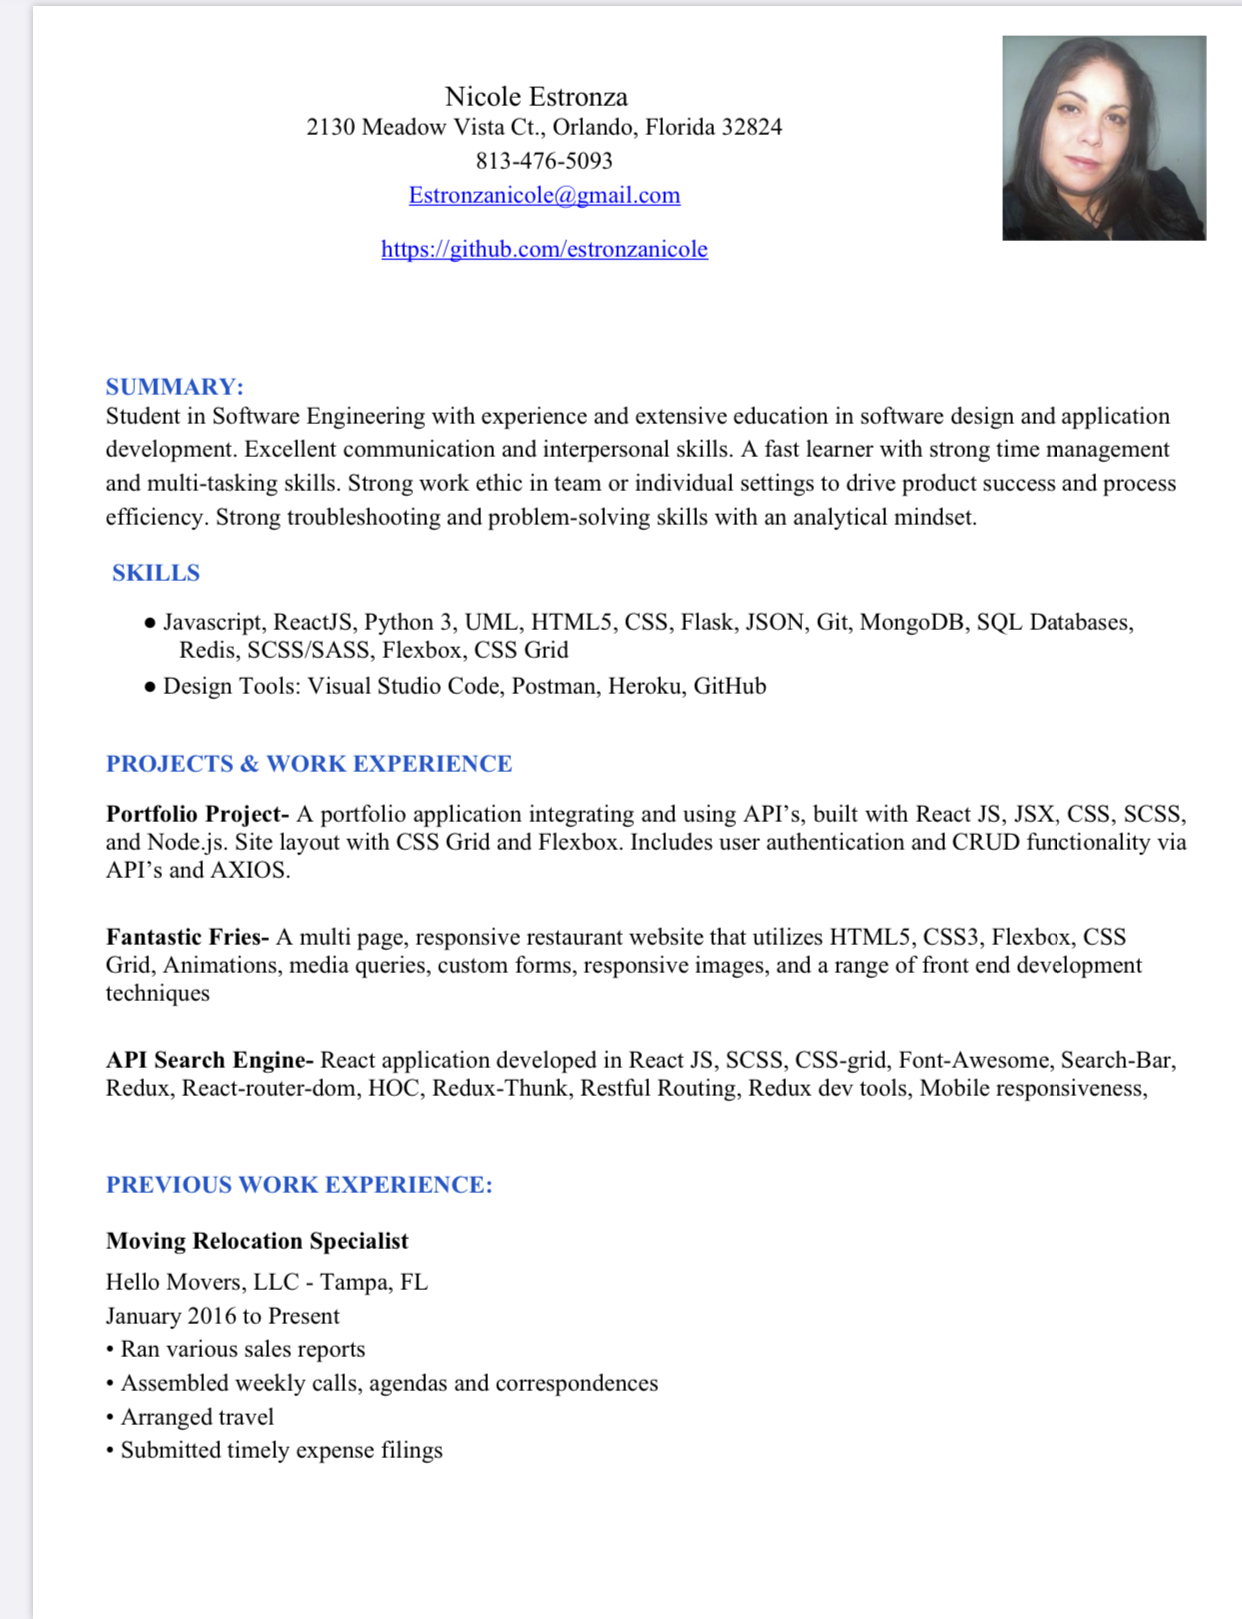 Nicole Estronza
2130 Meadow Vista Ct., Orlando, Florida 32824
813-476-5093
Estronzanicole@gmail.com
https://github.com/estronzanicole
SUMMARY:
Student in Software Engineering with experience and extensive education in software design and application
development. Excellent communication and interpersonal skills. A fast learner with strong time management
and multi-tasking skills. Strong work ethic in team or individual settings to drive product success and process
efficiency. Strong troubleshooting and problem-solving skills with an analytical mindset.
SKILLS
● Javascript, ReactJS, Python 3, UML, HTML5, CSS, Flask, JSON, Git, MongoDB, SQL Databases,
Redis, SCSS/SASS, Flexbox, CSS Grid
● Design Tools: Visual Studio Code, Postman, Heroku, GitHub
PROJECTS & WORK EXPERIENCE
Portfolio Project- A portfolio application integrating and using API’s, built with React JS, JSX, CSS, SCSS,
and Node.js. Site layout with CSS Grid and Flexbox. Includes user authentication and CRUD functionality via
API’s and AXIOS.
Fantastic Fries- A multi page, responsive restaurant website that utilizes HTML5, CSS3, Flexbox, CSS
Grid, Animations, media queries, custom forms, responsive images, and a range of front end development
techniques
API Search Engine- React application developed in React JS, SCSS, CSS-grid, Font-Awesome, Search-Bar,
Redux, React-router-dom, HOC, Redux-Thunk, Restful Routing, Redux dev tools, Mobile responsiveness,
PREVIOUS WORK EXPERIENCE:
Moving Relocation Specialist
Hello Movers, LLC - Tampa, FL
January 2016 to Present
• Ran various sales reports
• Assembled weekly calls, agendas and correspondences
• Arranged travel
• Submitted timely expense filings